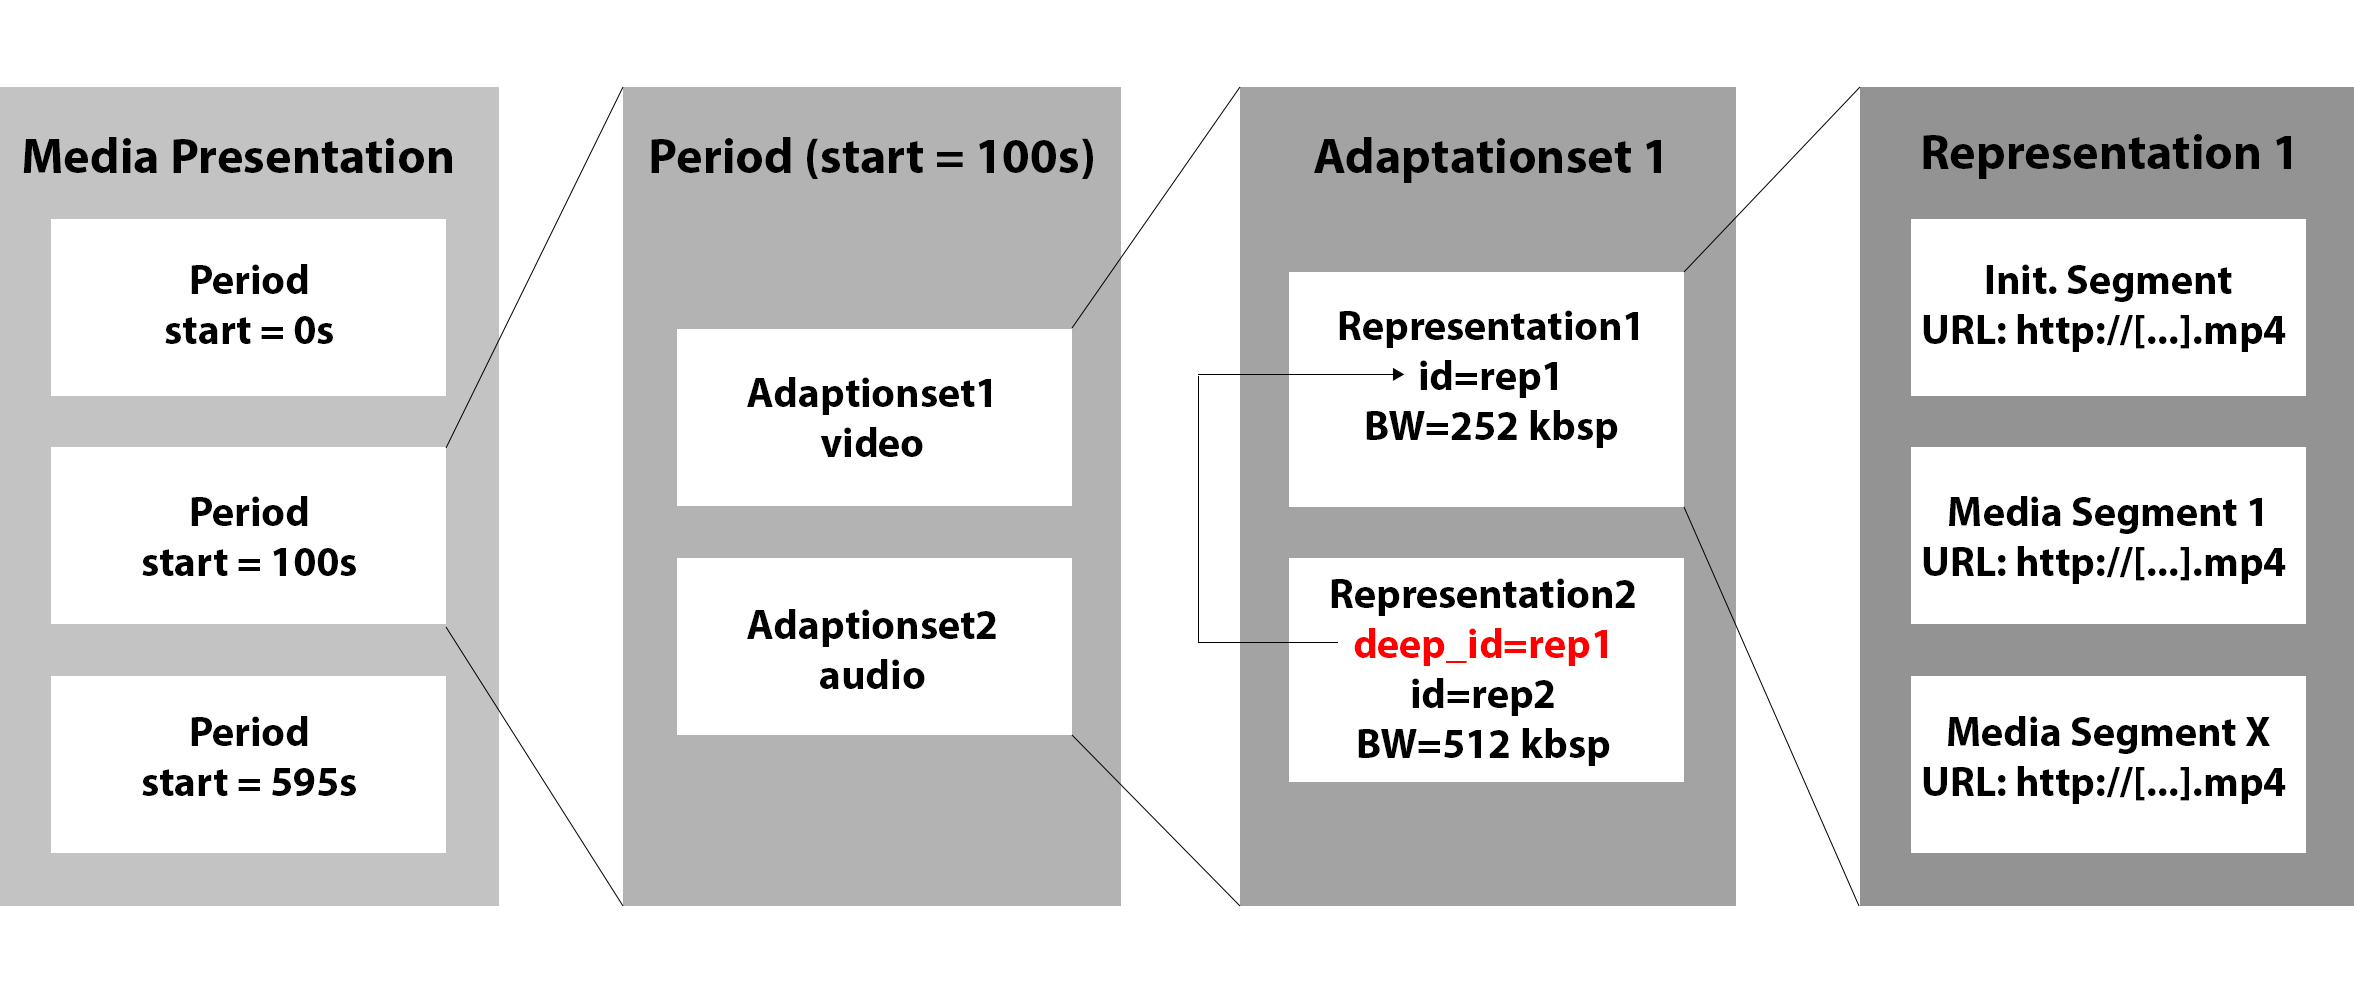 Media Presentation
Period
start = 0s
Period
start = 100s
Period
start = 595s
Period (start = 100s)
Adaptionset1
video
Adaptionset2
audio
Adaptationset 1
Representation1
id=rep1
BW=252 kbsp
Representation2
deep_id=rep1
id=rep2
BW=512 kbsp
Representation 1
Init. Segment
URL: http://[...].mp4
Media Segment 1
URL: http://[...].mp4
Media Segment X
URL: http://[...].mp4